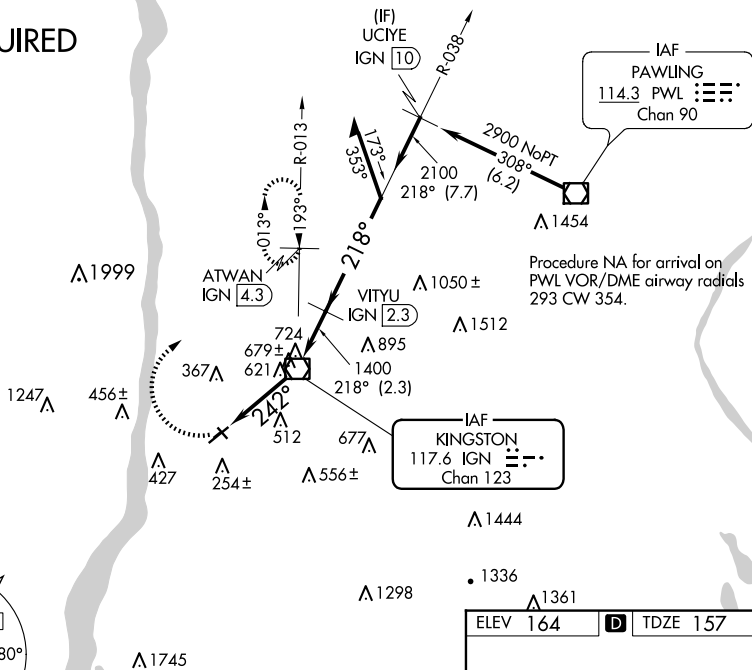 UIRED
(IF)
UCIYE
IGN 10
R-038
IAF
PAWLING
114.3 PWL
Chan 90
2900 NoPT
308°
(6.2)
R-013
173°
353°
2100
218° (7.7)
013°
193°
218°
1454
Procedure NA for arrival on
PWL VOR/DME airway radials
293 CW 354.
1999
ATWAN
IGN 4.3
VITYU
IGN 2.3
1050 ±
1512
724
679±
621
895
367
1400
218° (2.3)
1247
456±
242°
512
677
IAF
KINGSTON
117.6 IGN
Chan 123
427
254±
556±
1444
1336
1298
1361
ELEV 164 D TDZE 157
80°
1745